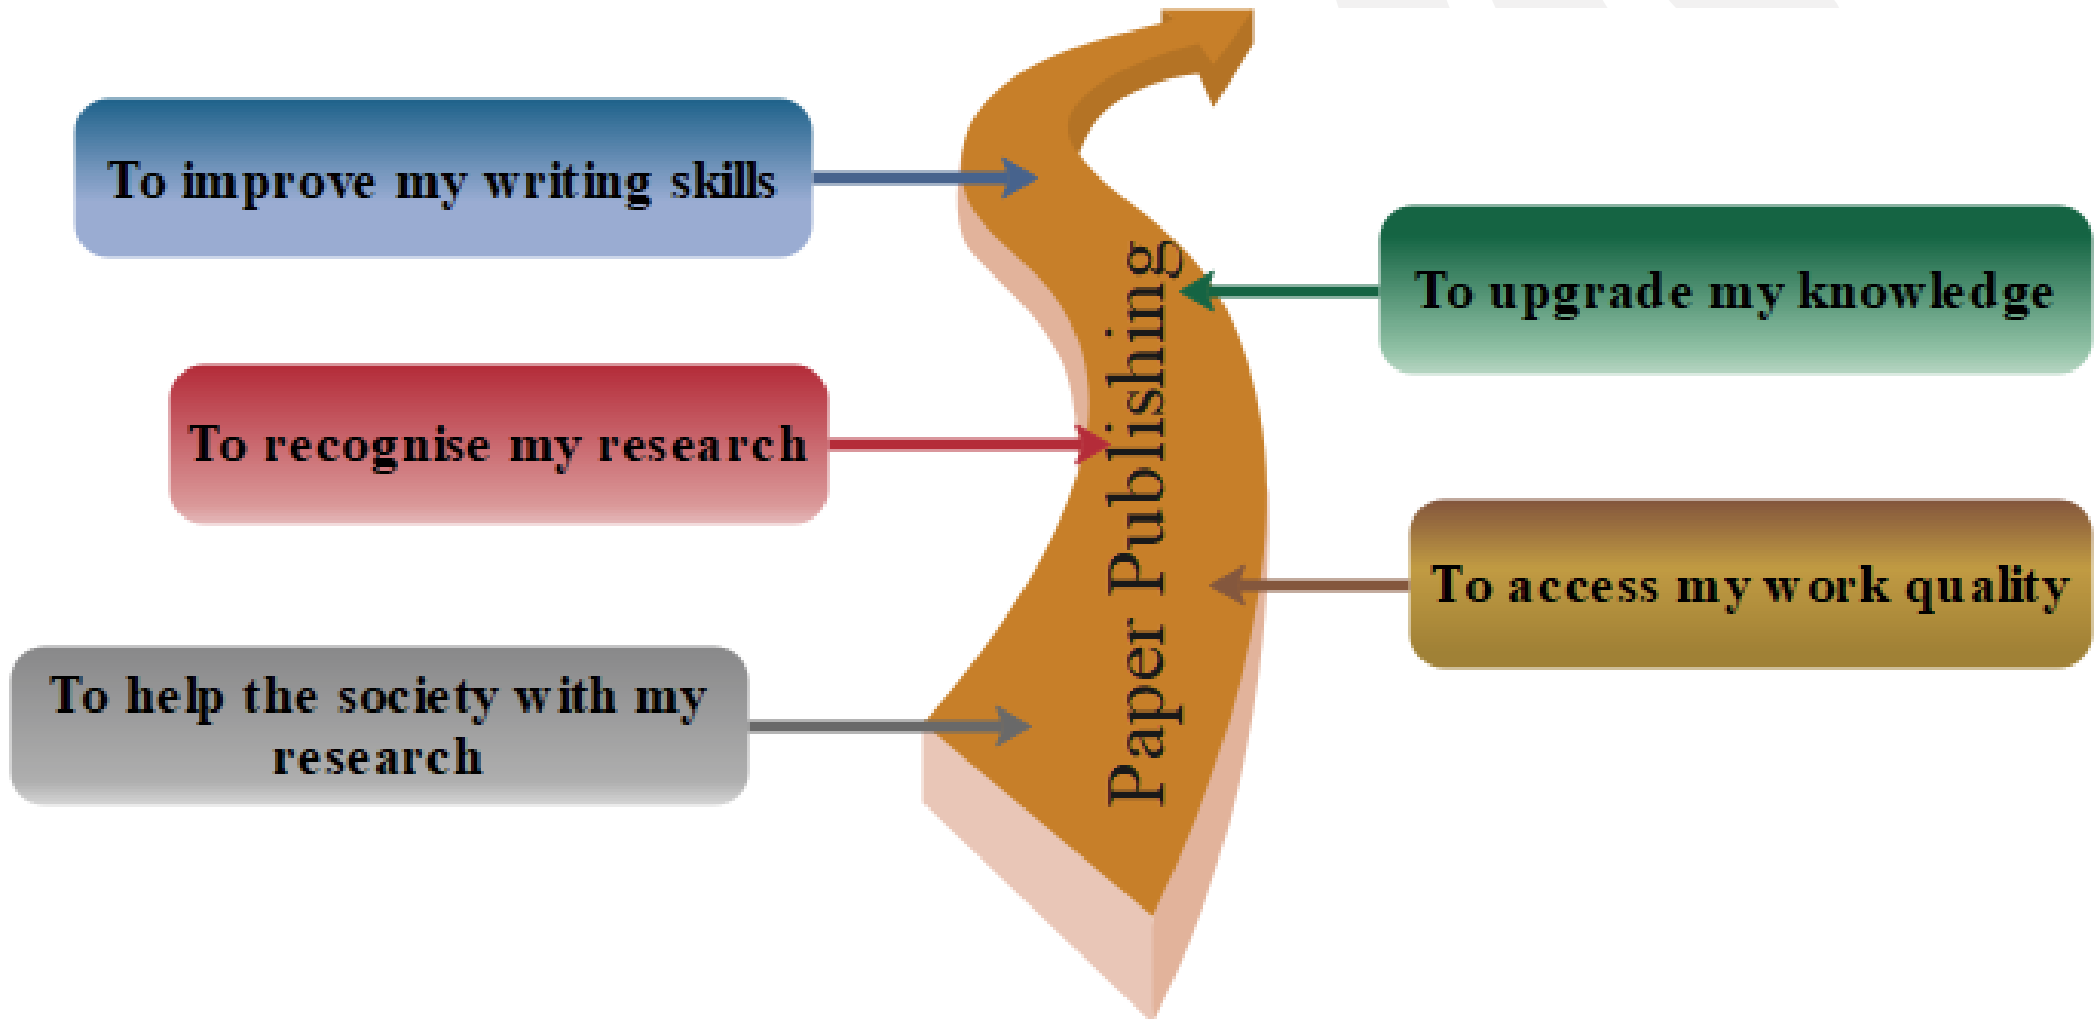 To improve my writing skills
To upgrade my knowledge
To recognise my research
To access my work quality
To help the society with my
research
Paper Publishing